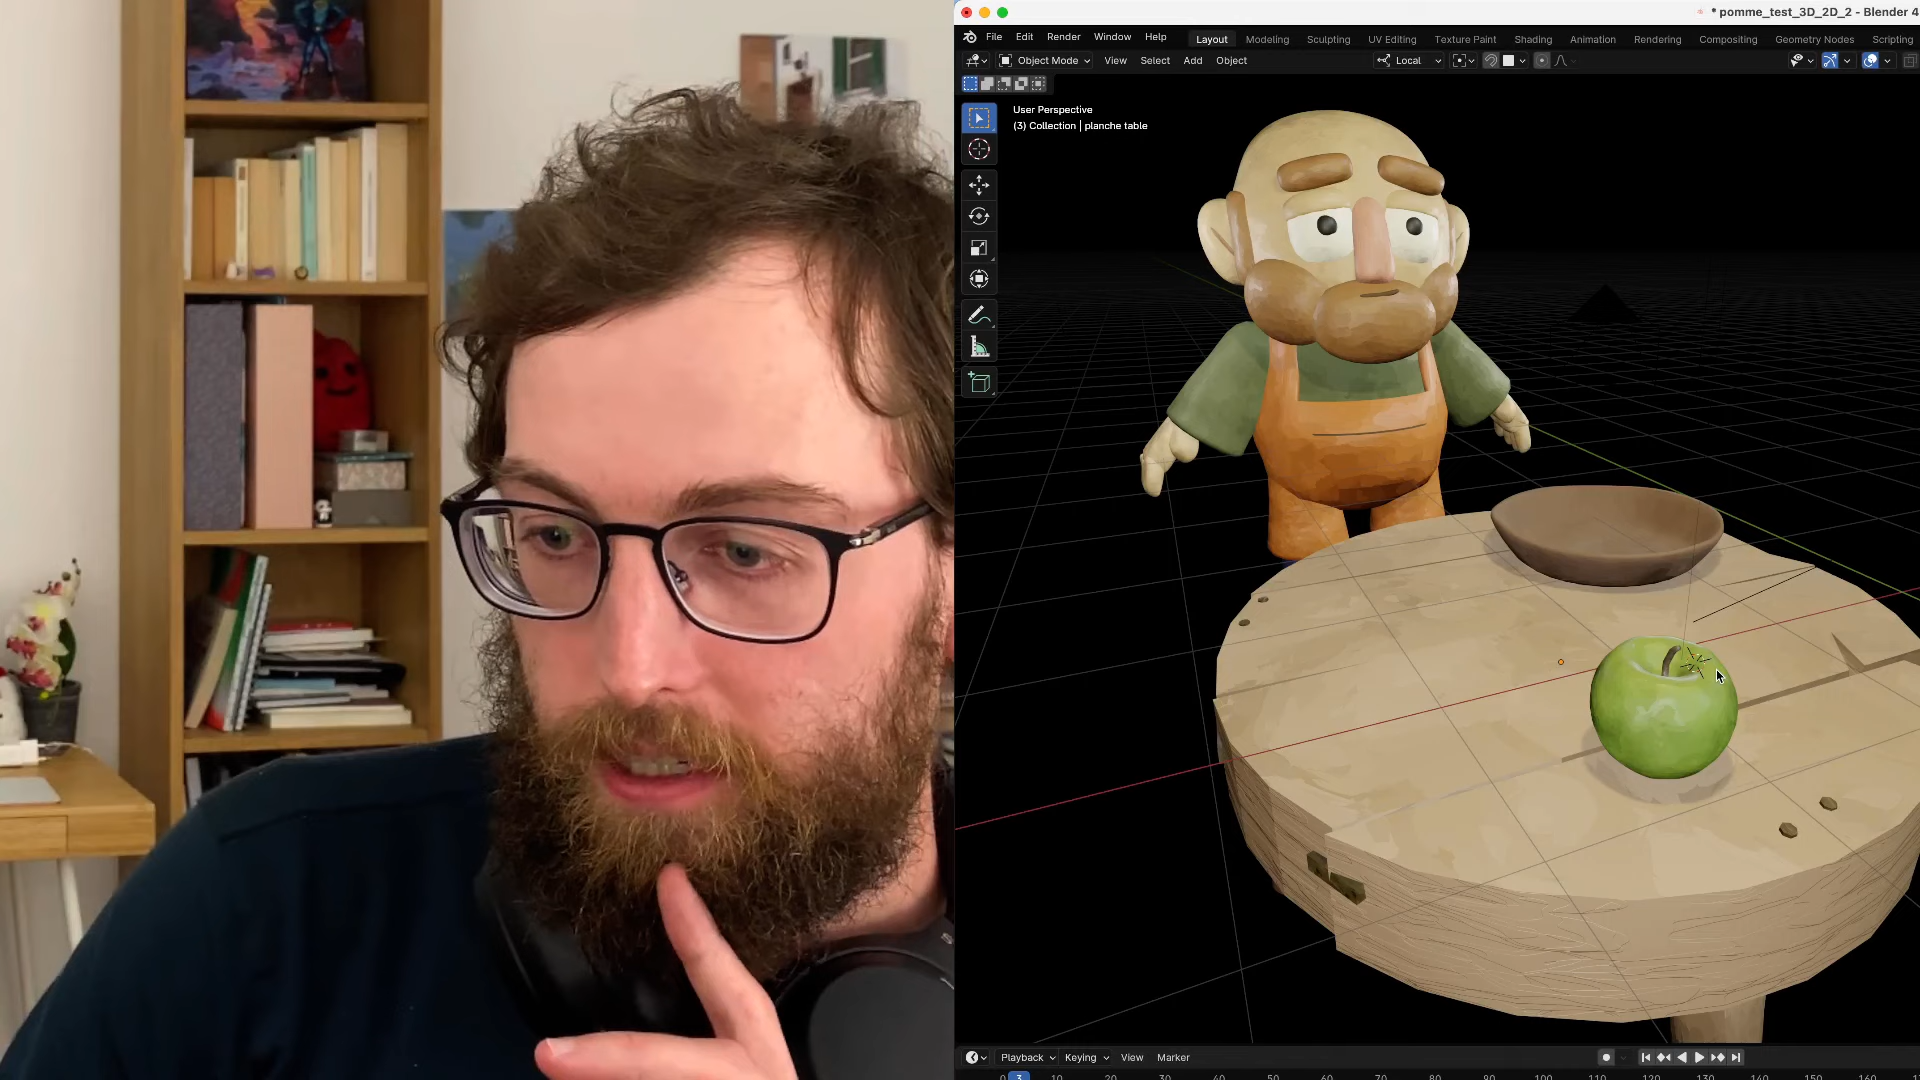 * pomme_test_3D_2D_2 - Blender 4
File Edit Render Window Help
Layout Modeling Sculpting UV Editing Texture Paint Shading Animation Rendering Compositing Geometry Nodes Scripting
Object Mode View Select Add Object Local
User Perspective
(3) Collection | planche table
Playback Keying View Marker
0 3 10 20 30 40 50 60 70 80 90 100 110 120 130 140 150 160